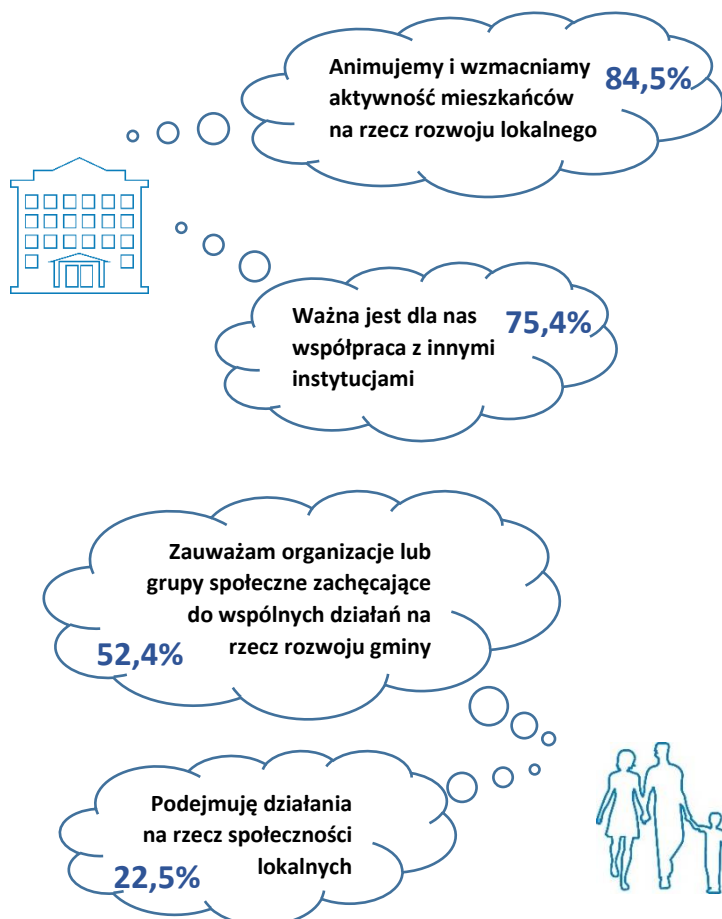 Animujemy i wzmacniamy 84,5%
aktywność mieszkańców
na rzecz rozwoju lokalnego
Ważna jest dla nas 75,4%
współpraca z innymi
instytucjami
Zauważam organizacje lub
grupy społeczne zachęcające
do wspólnych działań na
52,4% rzecz rozwoju gminy
Podejmuję działania
na rzecz społeczności
lokalnych
22,5%